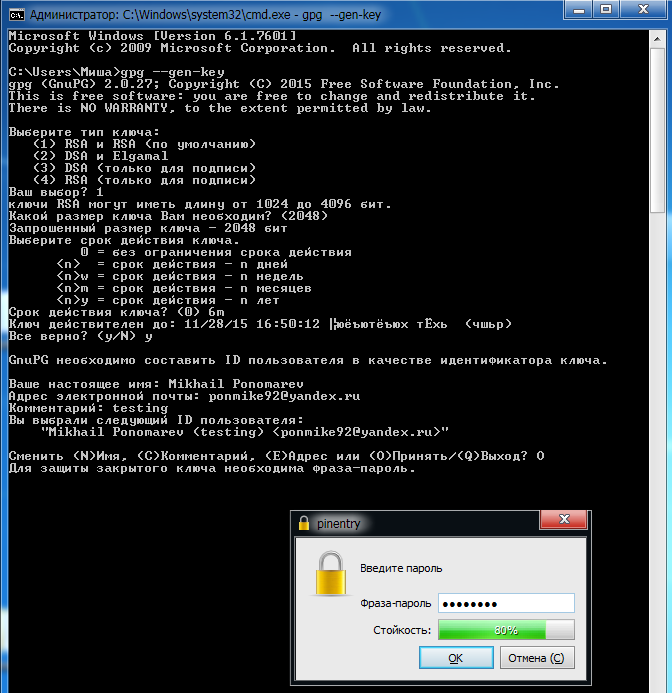 Администратор: C:\Windows\system32\cmd.exe - gpg --gen-key
Microsoft Windows [Version 6.1.7601]
Copyright (c) 2009 Microsoft Corporation.  All rights reserved.
C:\Users\Миша>gpg --gen-key
gpg (GnuPG) 2.0.27; Copyright (C) 2015 Free Software Foundation, Inc.
This is free software: you are free to change and redistribute it.
There is NO WARRANTY, to the extent permitted by law.
Выберите тип ключа:
(1) RSA и RSA (по умолчанию)
(2) DSA и Elgamal
(3) DSA (только для подписи)
(4) RSA (только для подписи)
Ваш выбор? 1
ключи RSA могут иметь длину от 1024 до 4096 бит.
Какой размер ключа Вам необходим? (2048)
Запрошенный размер ключа - 2048 бит
Выберите срок действия ключа.
0 = без ограничения срока действия
<n>  = срок действия - n дней
<n>w = срок действия - n недель
<n>m = срок действия - n месяцев
<n>y = срок действия - n лет
Срок действия ключа? (0) 6m
Ключ действителен до: 11/28/15 16:50:12 (чшьр)
Все верно? (y/N) y
GnuPG необходимо составить ID пользователя в качестве идентификатора ключа.
Ваше настоящее имя: Mikhail Ponomarev
Адрес электронной почты: ponmike92@yandex.ru
Комментарий: testing
Вы выбрали следующий ID пользователя:
"Mikhail Ponomarev (testing) <ponmike92@yandex.ru>"
Сменить (N)Имя, (C)Комментарий, (E)Адрес или (O)Принять/(Q)Выход? O
Для защиты закрытого ключа необходима фраза-пароль.
pinentry
Введите пароль
Фраза-пароль ●●●●●●●●
Стойкость: 80%
OK Отмена (C)